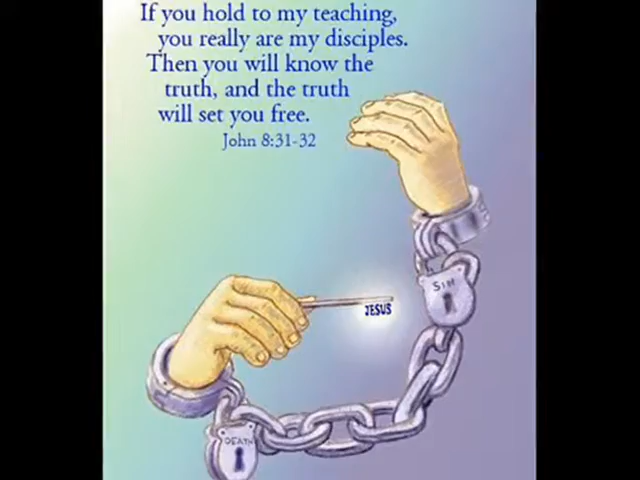 If you hold to my teaching,
you really are my disciples.
Then you will know the
truth, and the truth
will set you free.
John 8:31-32
SIN
JESUS
DEATH